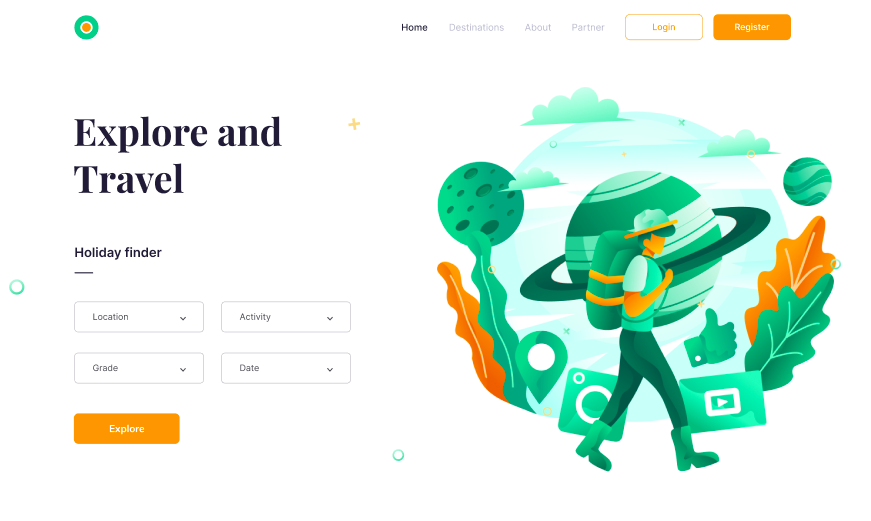 Home
Destinations
About
Partner
Login
Register
Explore and
Travel
Holiday finder
Location
Activity
Grade
Date
Explore